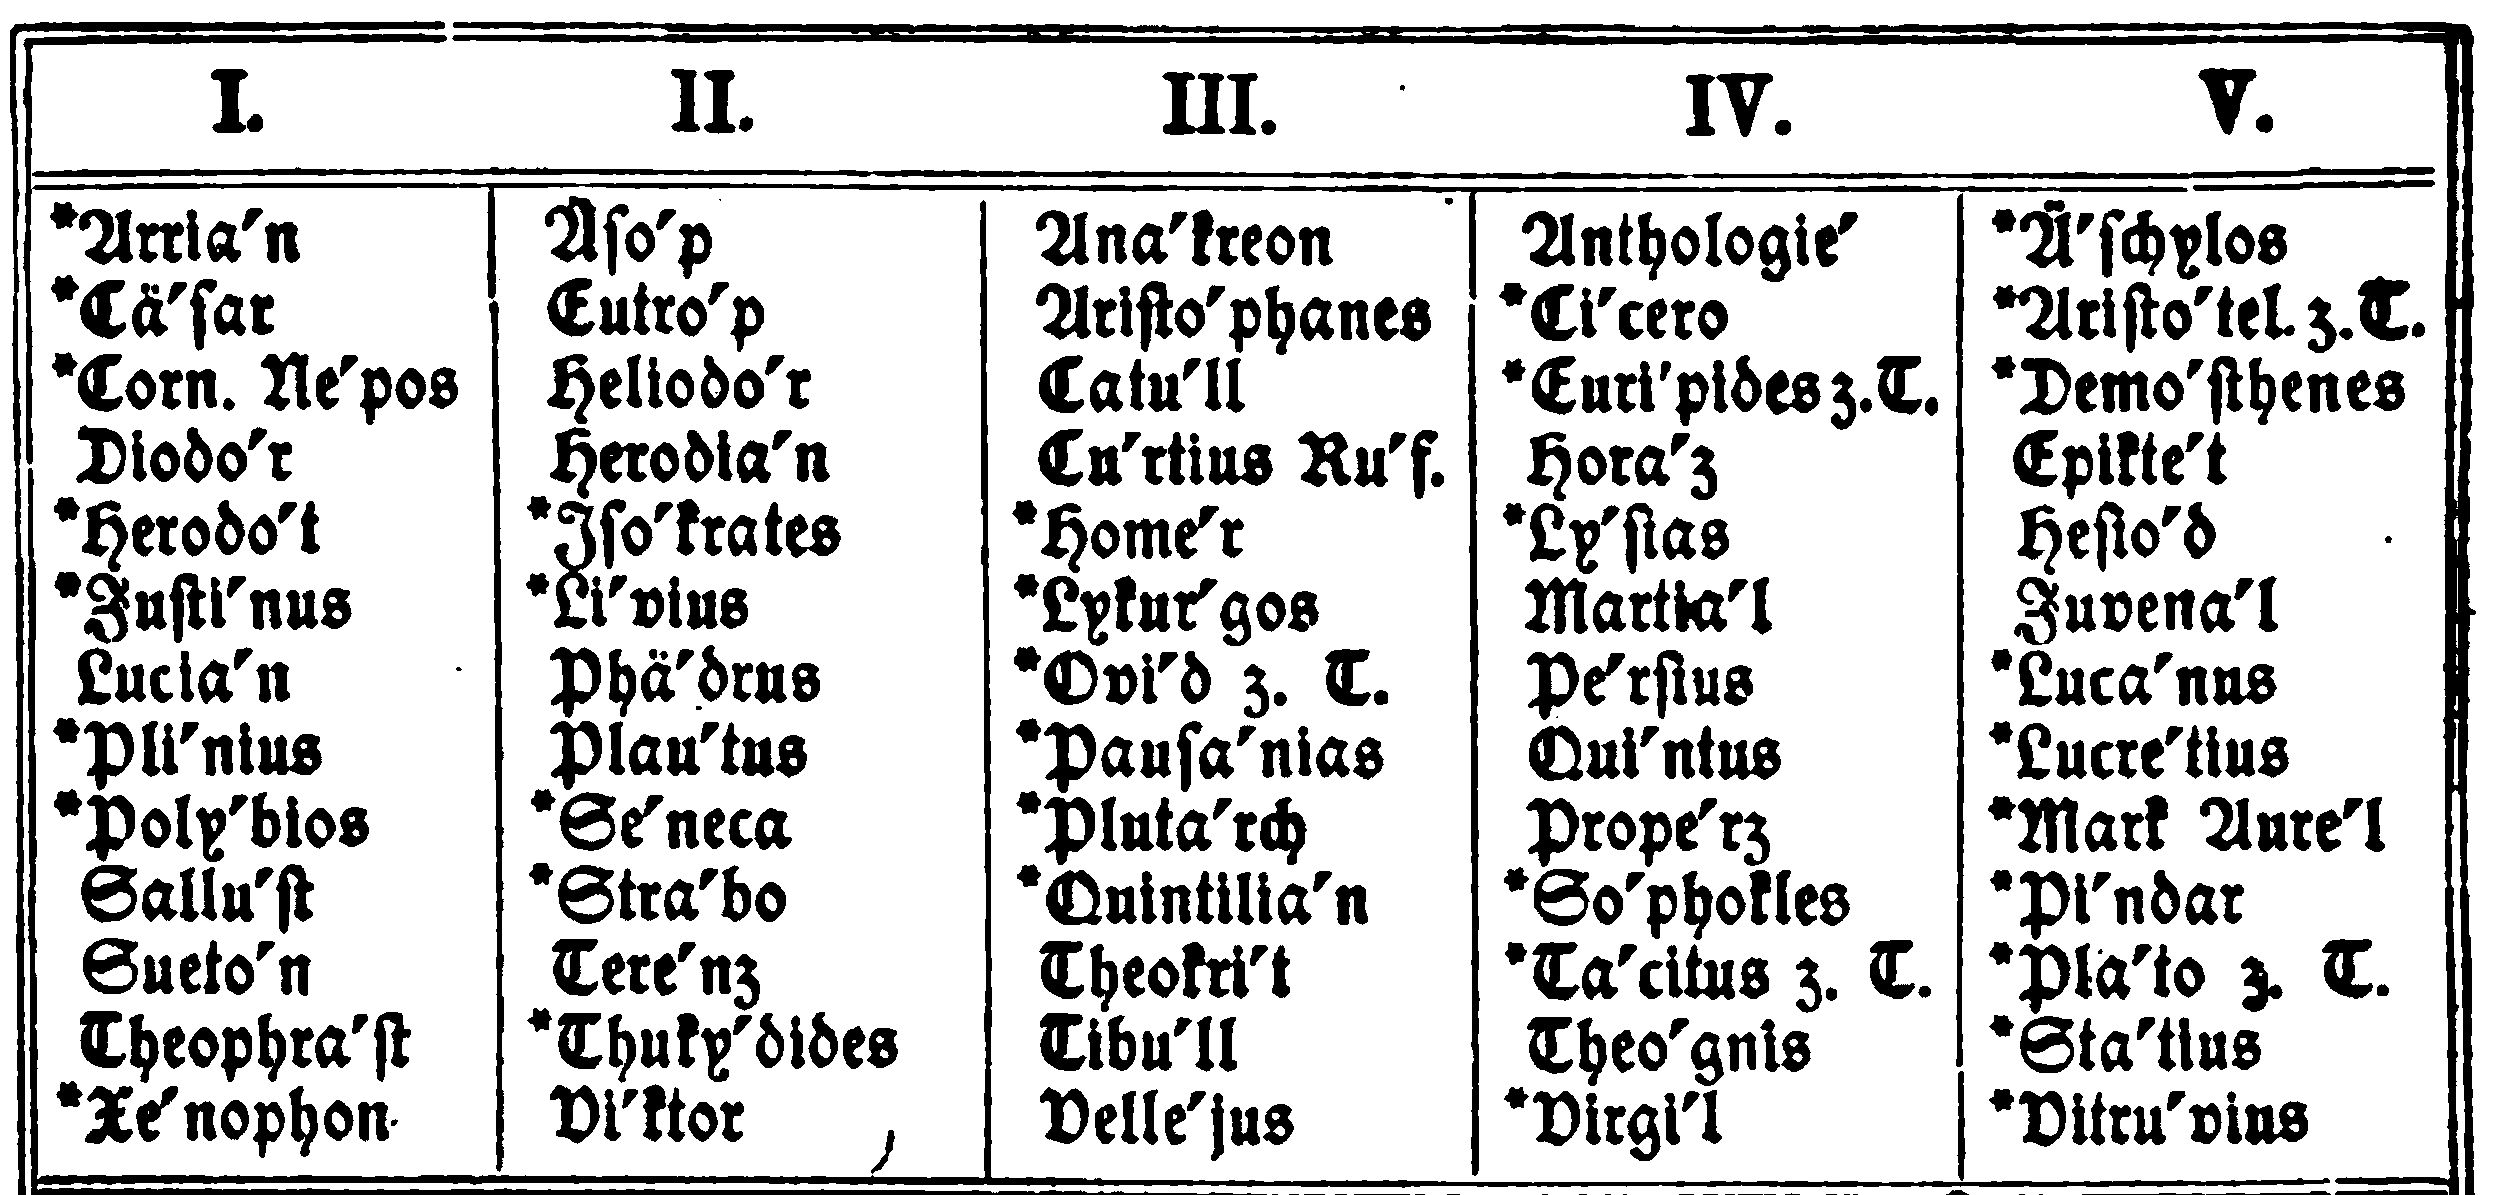 I. II. III. IV. V.
*Arria′n Äso′p Ana′kreon Anthologie′ *Ä′schylos
*Cä′sar Eutro′p Aristo′phanes *Ci′cero *Aristo′tel. z. T.
*Corn. Ne′pos Heliodo′r Catu′ll *Euri′pides z. T. *Demo′sthenes
Diodo′r Herodia′n Cu′rtius Ru′f. Hora′z Epikte′t
*Herodo′t *Iso′krates *Home′r *Ly′sias Hesio′d
*Justi′nus *Li′vius *Lykur′gos Martia′l Juvena′l
Lucia′n Phä′drus *Ovi′d z. T. Pe′rsius *Luca′nus
*Pli′nius Plau′tus *Pausa′nias Qui′ntus *Lucre′tius
*Poly′bios *Se′neca *Pluta′rch Prope′rz *Mark Aure′l
Sallu′st *Stra′bo *Quintilia′n *So′phokles *Pi′ndar
Sueto′n Tere′nz Theokri′t *Ta′citus z. T. *Pla′to z. T.
Theophra′st *Thuky′dides Tibu′ll Theo′gnis *Sta′tius
*Xe′nophon Vi′ktor Velle′jus *Virgi′l *Vitru′vius